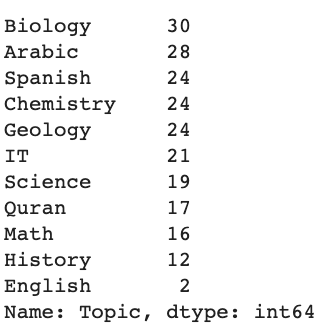 Biology 30
Arabic 28
Spanish 24
Chemistry 24
Geology 24
IT 21
Science 19
Quran 17
Math 16
History 12
English 2
Name: Topic, dtype: int64